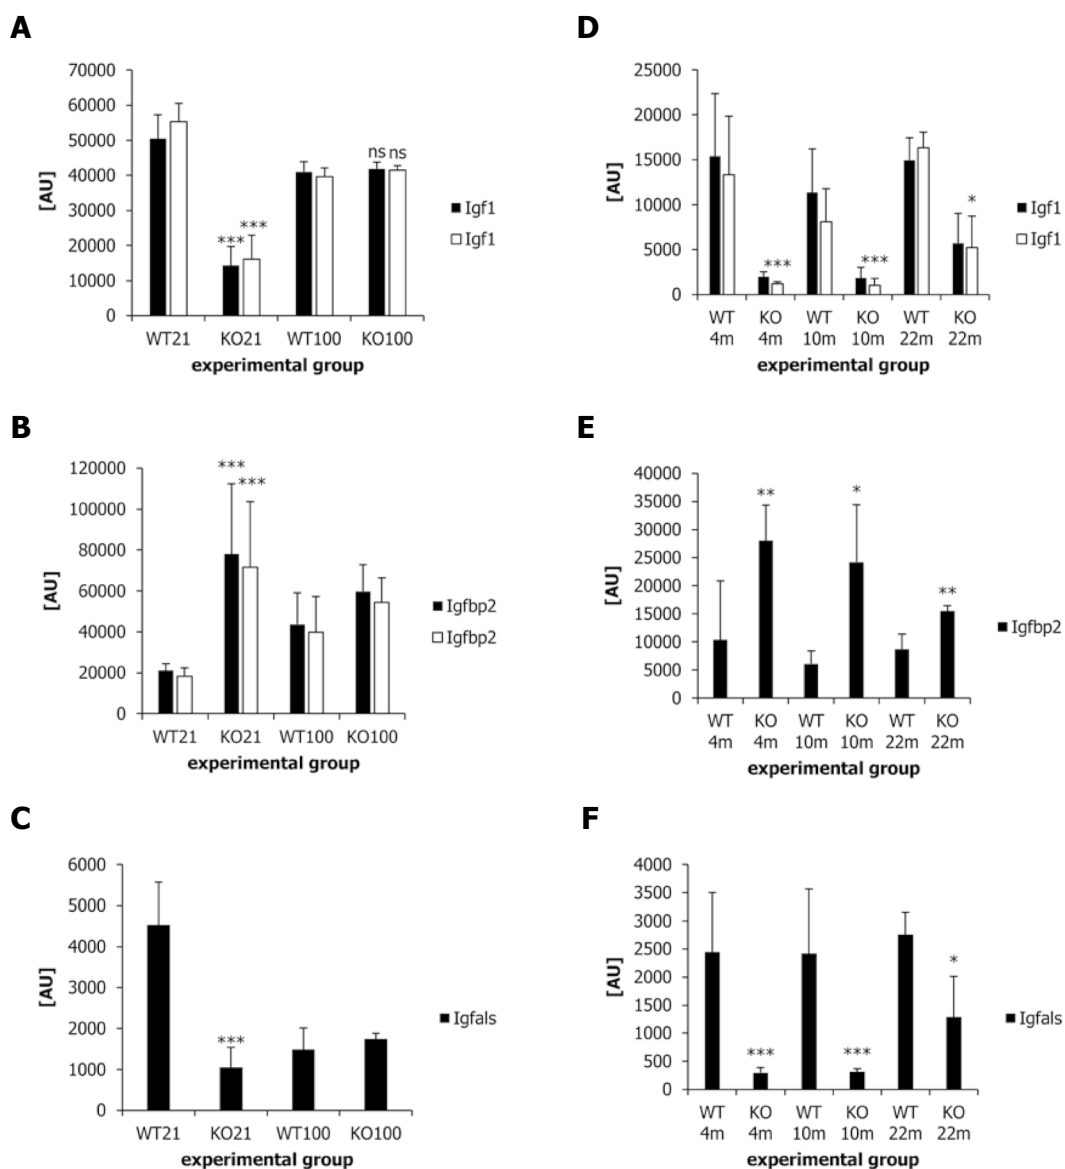 A
70000
60000
50000
40000
30000
20000
10000
0
[AU]
*** ***
ns ns
Igf1
Igf1
WT21 KO21 WT100 KO100
experimental group
B
120000
100000
80000
60000
40000
20000
0
[AU]
*** ***
Igfbp2
Igfbp2
WT21 KO21 WT100 KO100
experimental group
C
6000
5000
4000
3000
2000
1000
0
[AU]
***
Igfals
WT21 KO21 WT100 KO100
experimental group
D
25000
20000
15000
10000
5000
0
[AU]
*** *** *
Igf1
Igf1
WT KO WT KO WT KO
4m 4m 10m 10m 22m 22m
experimental group
E
40000
35000
30000
25000
20000
15000
10000
5000
0
[AU]
** * **
Igfbp2
WT KO WT KO WT KO
4m 4m 10m 10m 22m 22m
experimental group
F
4000
3500
3000
2500
2000
1500
1000
500
0
[AU]
*** *** *
Igfals
WT KO WT KO WT KO
4m 4m 10m 10m 22m 22m
experimental group